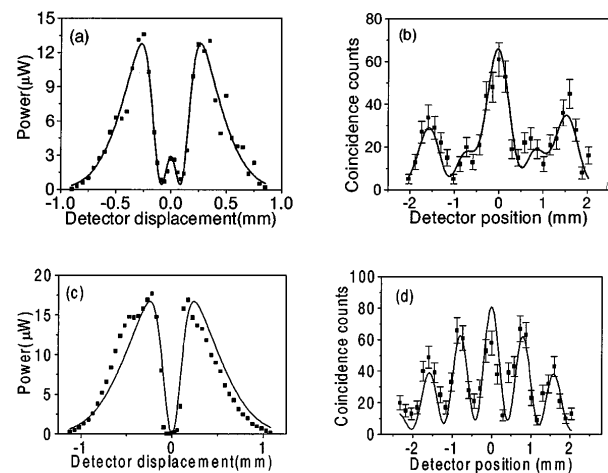 (a)
Power(μW)
15
12
9
6
3
0
-1.0 -0.5 0.0 0.5 1.0
Detector displacement(mm)
(b)
Coincidence counts
80
60
40
20
0
-2 -1 0 1 2
Detector position (mm)
(c)
Power(μW)
20
15
10
5
0
-1 0 1
Detector displacement(mm)
(d)
Coincidence counts
100
80
60
40
20
0
-2 -1 0 1 2
Detector position (mm)